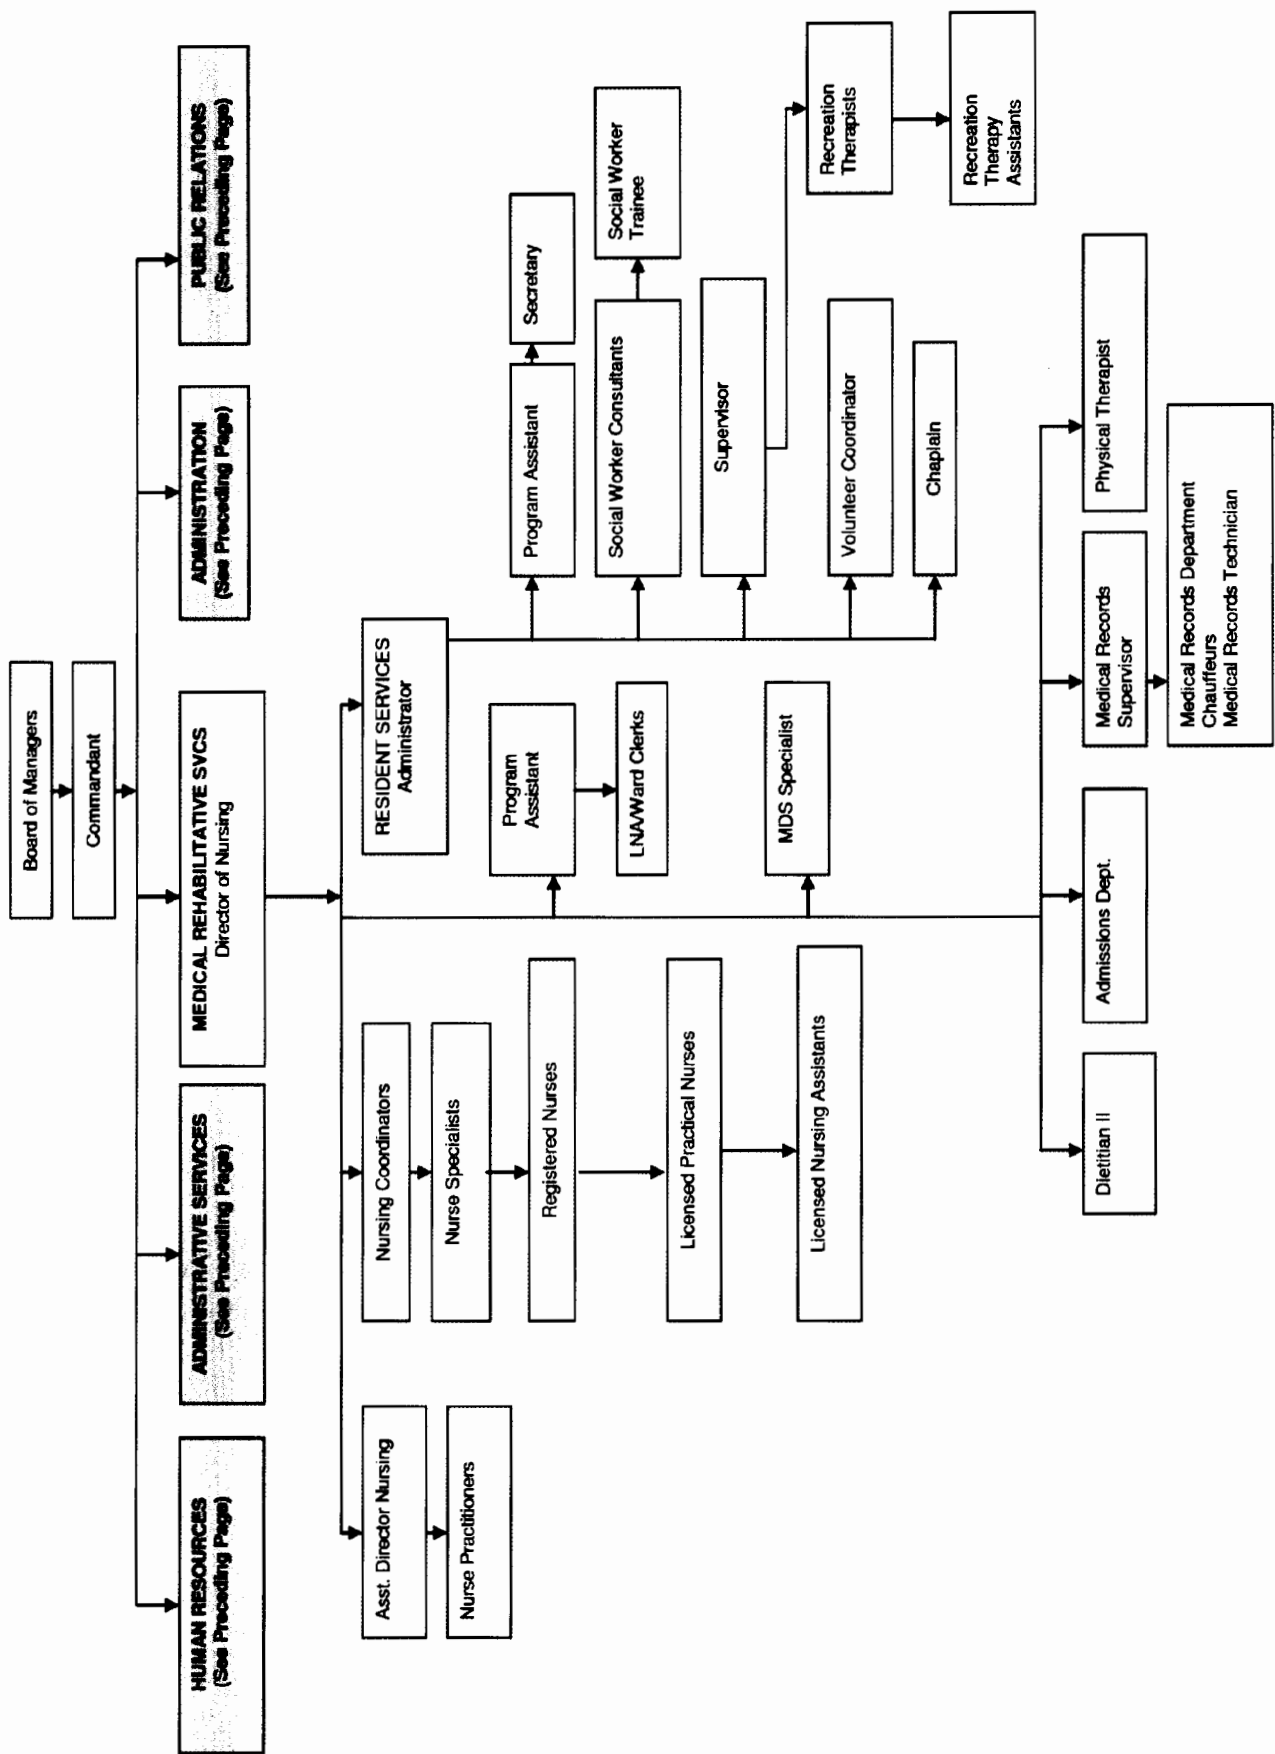 Board of Managers
Commandant
HUMAN RESOURCES
(See Preceding Page)
ADMINISTRATIVE SERVICES
(See Preceding Page)
MEDICAL REHABILITATIVE SVCS
Director of Nursing
ADMINISTRATION
(See Preceding Page)
PUBLIC RELATIONS
(See Preceding Page)
Asst. Director Nursing
Nurse Practitioners
Nursing Coordinators
Nurse Specialists
Registered Nurses
Licensed Practical Nurses
Licensed Nursing Assistants
RESIDENT SERVICES
Administrator
Program
Assistant
LNA/Ward Clerks
MDS Specialist
Program Assistant
Secretary
Social Worker Consultants
Social Worker
Trainee
Supervisor
Recreation
Therapists
Recreation
Therapy
Assistants
Volunteer Coordinator
Chaplain
Dietitian II
Admissions Dept.
Medical Records
Supervisor
Physical Therapist
Medical Records Department
Chauffeurs
Medical Records Technician